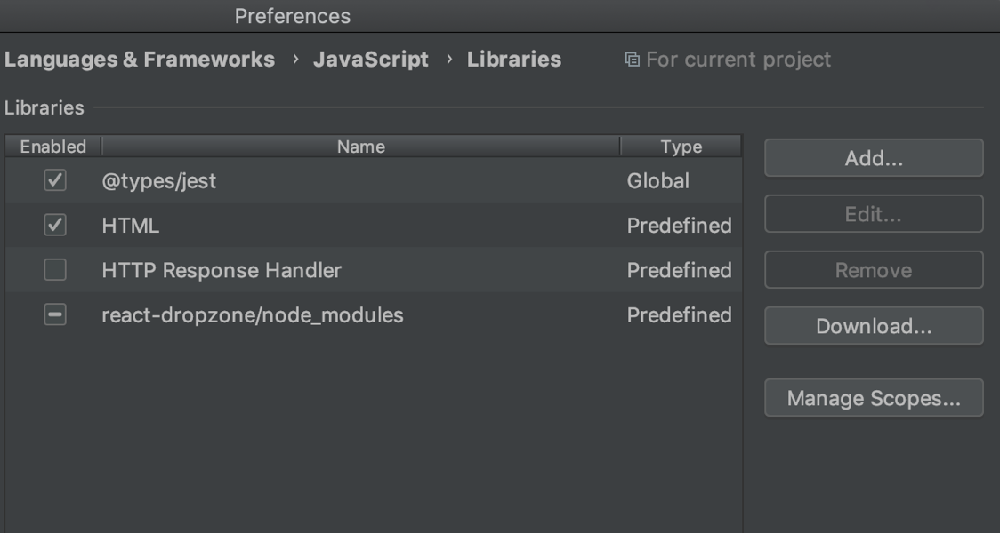 Preferences
Languages & Frameworks › JavaScript › Libraries For current project
Libraries
Enabled Name Type
@types/jest Global
HTML Predefined
HTTP Response Handler Predefined
react-dropzone/node_modules Predefined
Add...
Edit...
Remove
Download...
Manage Scopes...